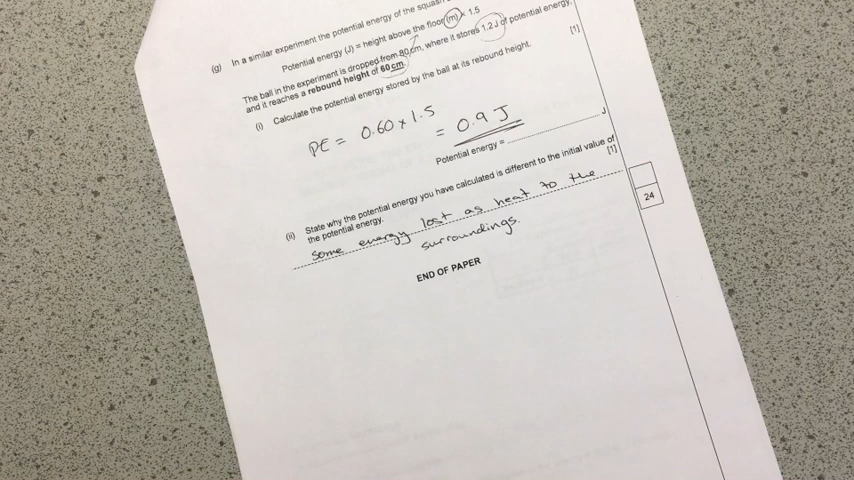 (g) In a similar experiment the potential energy of the squash
Potential energy (J) = height above the floor (m) × 1.5
The ball in the experiment is dropped from 80 cm, where it stores 1.2 J of potential energy,
and it reaches a rebound height of 60 cm.
(i) Calculate the potential energy stored by the ball at its rebound height. [1]
PE = 0.60 × 1.5
= 0.9 J
Potential energy = .............................. J
(ii) State why the potential energy you have calculated is different to the initial value of
the potential energy. [1]
some energy lost as heat to the
surroundings.
24
END OF PAPER